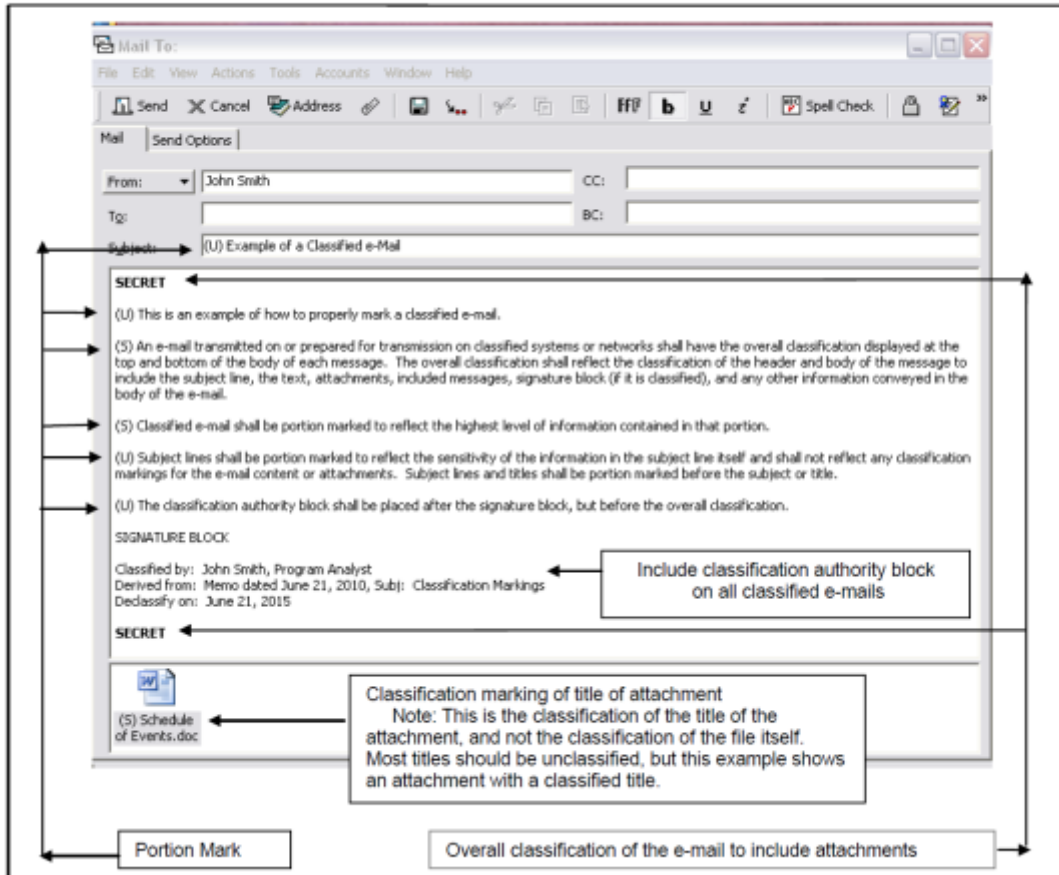 Mail To:
File Edit View Actions Tools Accounts Window Help
Send Cancel Address b u i Spell Check »
Mail Send Options
From: John Smith CC:
To: BC:
Subject: (U) Example of a Classified e-Mail
SECRET
(U) This is an example of how to properly mark a classified e-mail.
(S) An e-mail transmitted on or prepared for transmission on classified systems or networks shall have the overall classification displayed at the
top and bottom of the body of each message. The overall classification shall reflect the classification of the header and body of the message to
include the subject line, the text, attachments, included messages, signature block (if it is classified), and any other information conveyed in the
body of the e-mail.
(S) Classified e-mail shall be portion marked to reflect the highest level of information contained in that portion.
(U) Subject lines shall be portion marked to reflect the sensitivity of the information in the subject line itself and shall not reflect any classification
markings for the e-mail content or attachments. Subject lines and titles shall be portion marked before the subject or title.
(U) The classification authority block shall be placed after the signature block, but before the overall classification.
SIGNATURE BLOCK
Classified by: John Smith, Program Analyst
Derived from: Memo dated June 21, 2010, Subj: Classification Markings
Declassify on: June 21, 2015
Include classification authority block
on all classified e-mails
SECRET
(S) Schedule
of Events.doc
Classification marking of title of attachment
Note: This is the classification of the title of the
attachment, and not the classification of the file itself.
Most titles should be unclassified, but this example shows
an attachment with a classified title.
Portion Mark
Overall classification of the e-mail to include attachments